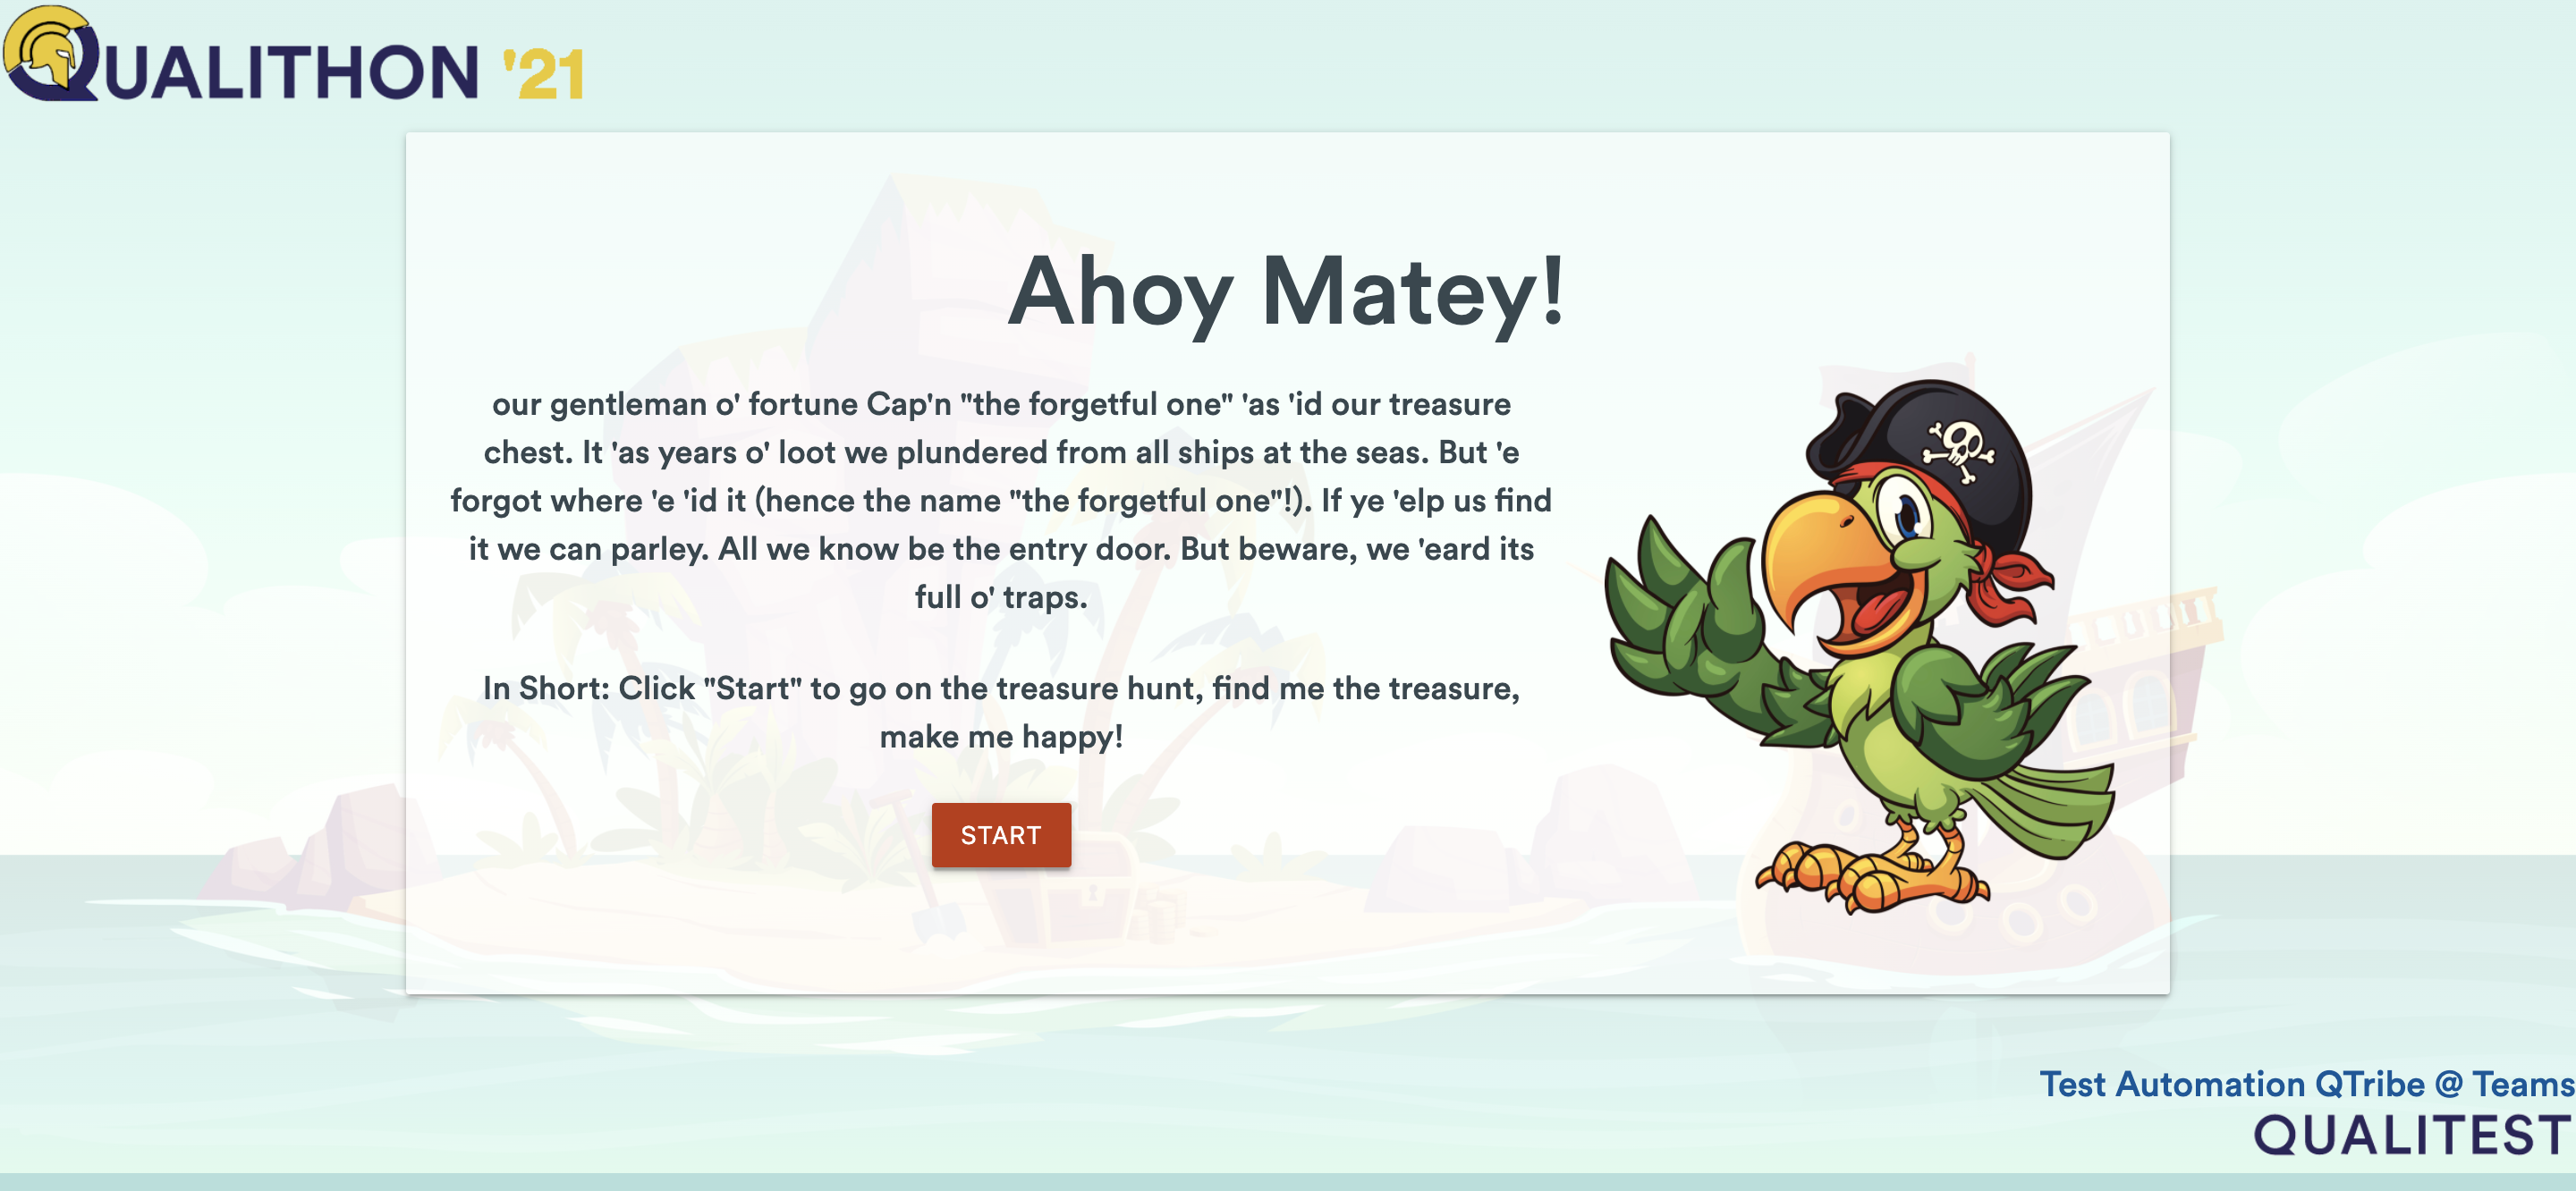 QUALITHON '21
Ahoy Matey!
our gentleman o' fortune Cap'n "the forgetful one" 'as 'id our treasure
chest. It 'as years o' loot we plundered from all ships at the seas. But 'e
forgot where 'e 'id it (hence the name "the forgetful one"!). If ye 'elp us find
it we can parley. All we know be the entry door. But beware, we 'eard its
full o' traps.
In Short: Click "Start" to go on the treasure hunt, find me the treasure,
make me happy!
START
Test Automation QTribe @ Teams
QUALITEST